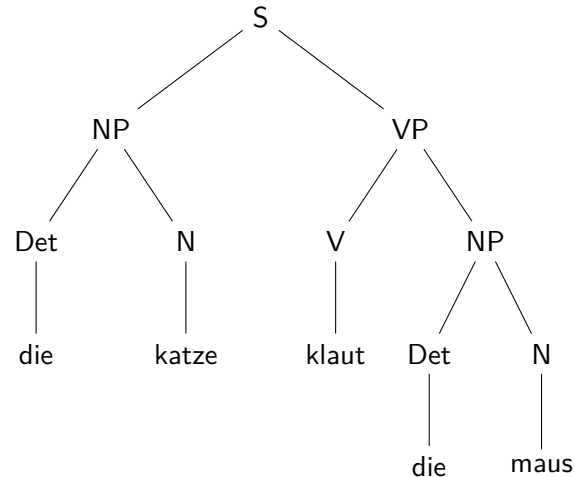 S
NP VP
Det N V NP
die katze klaut Det N
die maus